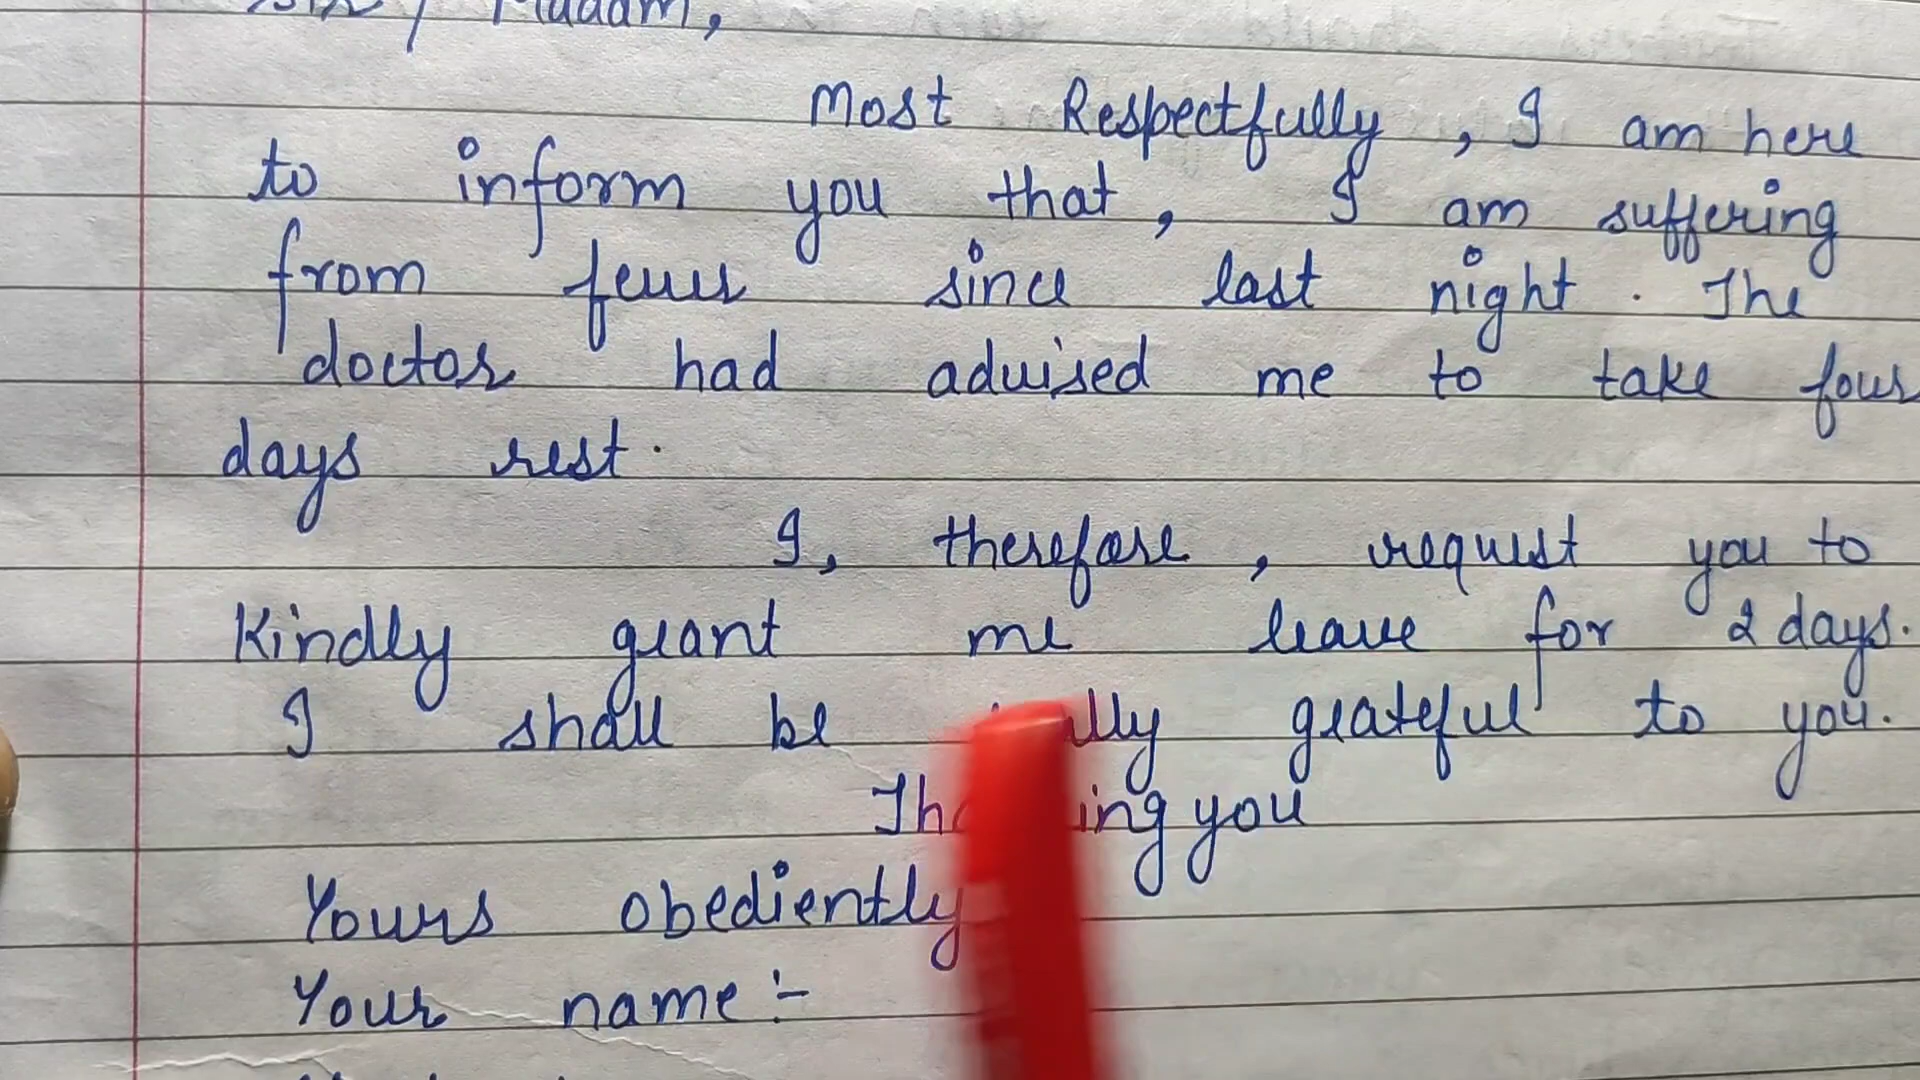 Sir / Madam,
Most Respectfully, I am here
to inform you that, I am suffering
from fever since last night. The
doctor had advised me to take four
days rest.
I, therefore, request you to
Kindly grant me leave for 2 days.
I shall be grateful to you.
you
Yours obediently
Your name :-